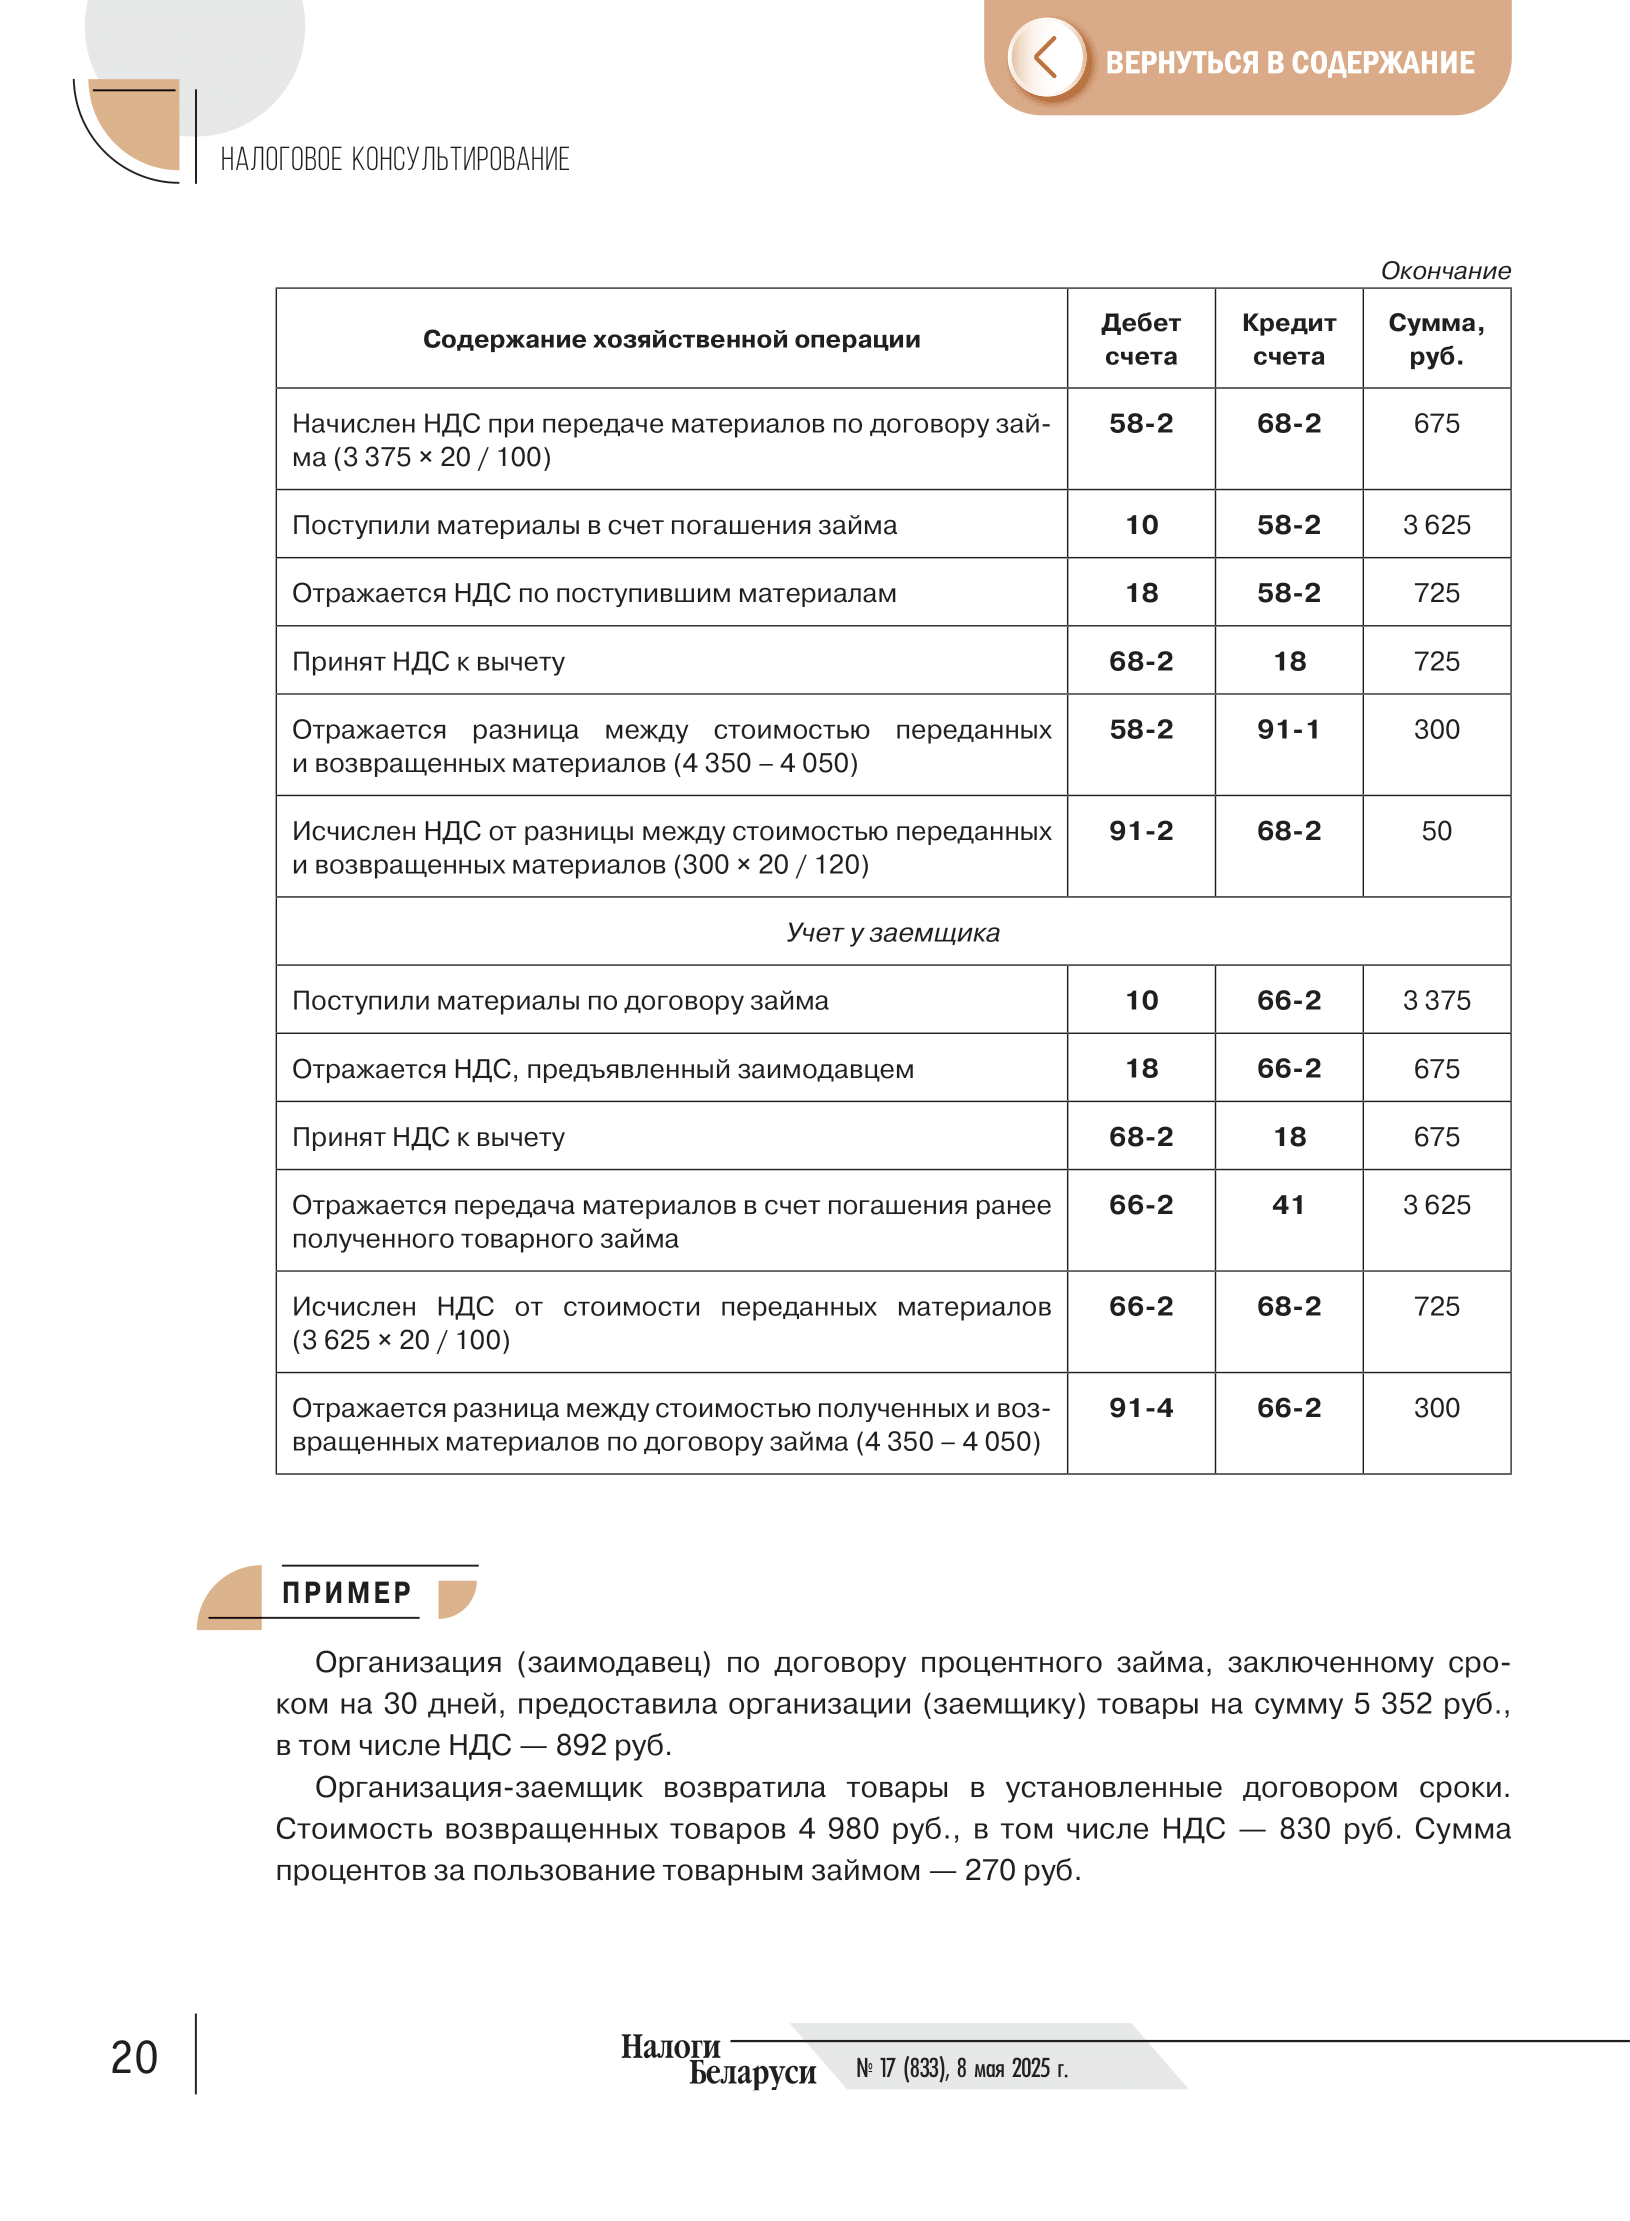 ВЕРНУТЬСЯ В СОДЕРЖАНИЕ
НАЛОГОВОЕ КОНСУЛЬТИРОВАНИЕ
Окончание
Содержание хозяйственной операции
Дебет счета
Кредит счета
Сумма, руб.
Начислен НДС при передаче материалов по договору зай-
ма (3 375 × 20 / 100)
58-2
68-2
675
Поступили материалы в счет погашения займа
10
58-2
3 625
Отражается НДС по поступившим материалам
18
58-2
725
Принят НДС к вычету
68-2
18
725
Отражается разница между стоимостью переданных
и возвращенных материалов (4 350 – 4 050)
58-2
91-1
300
Исчислен НДС от разницы между стоимостью переданных
и возвращенных материалов (300 × 20 / 120)
91-2
68-2
50
Учет у заемщика
Поступили материалы по договору займа
10
66-2
3 375
Отражается НДС, предъявленный заимодавцем
18
66-2
675
Принят НДС к вычету
68-2
18
675
Отражается передача материалов в счет погашения ранее
полученного товарного займа
66-2
41
3 625
Исчислен НДС от стоимости переданных материалов
(3 625 × 20 / 100)
66-2
68-2
725
Отражается разница между стоимостью полученных и воз-
вращенных материалов по договору займа (4 350 – 4 050)
91-4
66-2
300
ПРИМЕР
Организация (заимодавец) по договору процентного займа, заключенному сро-
ком на 30 дней, предоставила организации (заемщику) товары на сумму 5 352 руб.,
в том числе НДС — 892 руб.
Организация-заемщик возвратила товары в установленные договором сроки.
Стоимость возвращенных товаров 4 980 руб., в том числе НДС — 830 руб. Сумма
процентов за пользование товарным займом — 270 руб.
20
Налоги
Беларуси
№ 17 (833), 8 мая 2025 г.